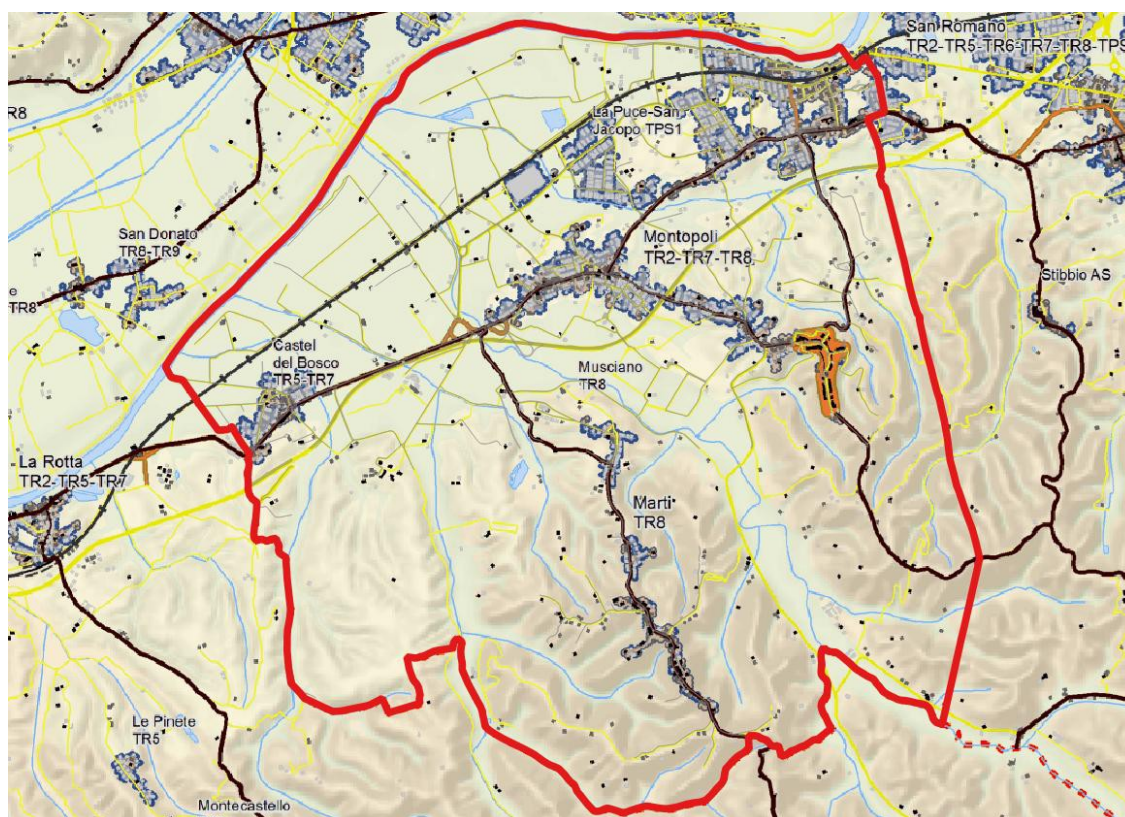 San Romano
TR2-TR5-TR6-TR7-TR8-TPS
TR8
La Puce-San
Jacopo TPS1
San Donato
TR8-TR9
Montopoli
TR2-TR7-TR8
Stibbio AS
e
-TR8
Castel
del Bosco
TR5-TR7
Musciano
TR8
La Rotta
TR2-TR5-TR7
Marti
TR8
Le Pinete
TR5
Montecastello